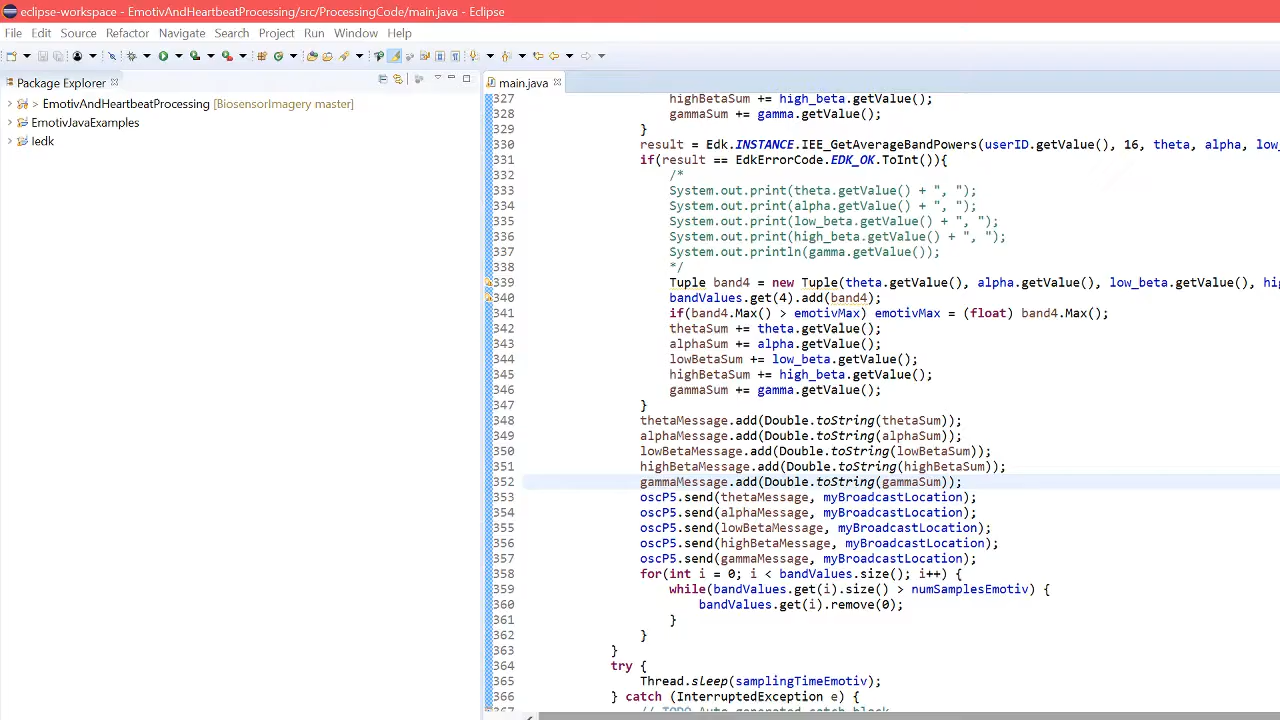 eclipse-workspace - EmotivAndHeartbeatProcessing/src/ProcessingCode/main.java - Eclipse
File Edit Source Refactor Navigate Search Project Run Window Help
Package Explorer
> EmotivAndHeartbeatProcessing [BiosensorImagery master]
EmotivJavaExamples
ledk
main.java
327 highBetaSum += high_beta.getValue();
328 gammaSum += gamma.getValue();
329 }
330 result = Edk.INSTANCE.IEE_GetAverageBandPowers(userID.getValue(), 16, theta, alpha, low_
331 if(result == EdkErrorCode.EDK_OK.ToInt()){
332 /*
333 System.out.print(theta.getValue() + ", ");
334 System.out.print(alpha.getValue() + ", ");
335 System.out.print(low_beta.getValue() + ", ");
336 System.out.print(high_beta.getValue() + ", ");
337 System.out.println(gamma.getValue());
338 */
339 Tuple band4 = new Tuple(theta.getValue(), alpha.getValue(), low_beta.getValue(), hi
340 bandValues.get(4).add(band4);
341 if(band4.Max() > emotivMax) emotivMax = (float) band4.Max();
342 thetaSum += theta.getValue();
343 alphaSum += alpha.getValue();
344 lowBetaSum += low_beta.getValue();
345 highBetaSum += high_beta.getValue();
346 gammaSum += gamma.getValue();
347 }
348 thetaMessage.add(Double.toString(thetaSum));
349 alphaMessage.add(Double.toString(alphaSum));
350 lowBetaMessage.add(Double.toString(lowBetaSum));
351 highBetaMessage.add(Double.toString(highBetaSum));
352 gammaMessage.add(Double.toString(gammaSum));
353 oscP5.send(thetaMessage, myBroadcastLocation);
354 oscP5.send(alphaMessage, myBroadcastLocation);
355 oscP5.send(lowBetaMessage, myBroadcastLocation);
356 oscP5.send(highBetaMessage, myBroadcastLocation);
357 oscP5.send(gammaMessage, myBroadcastLocation);
358 for(int i = 0; i < bandValues.size(); i++) {
359 while(bandValues.get(i).size() > numSamplesEmotiv) {
360 bandValues.get(i).remove(0);
361 }
362 }
363 }
364 try {
365 Thread.sleep(samplingTimeEmotiv);
366 } catch (InterruptedException e) {
367 // TODO Auto-generated catch block